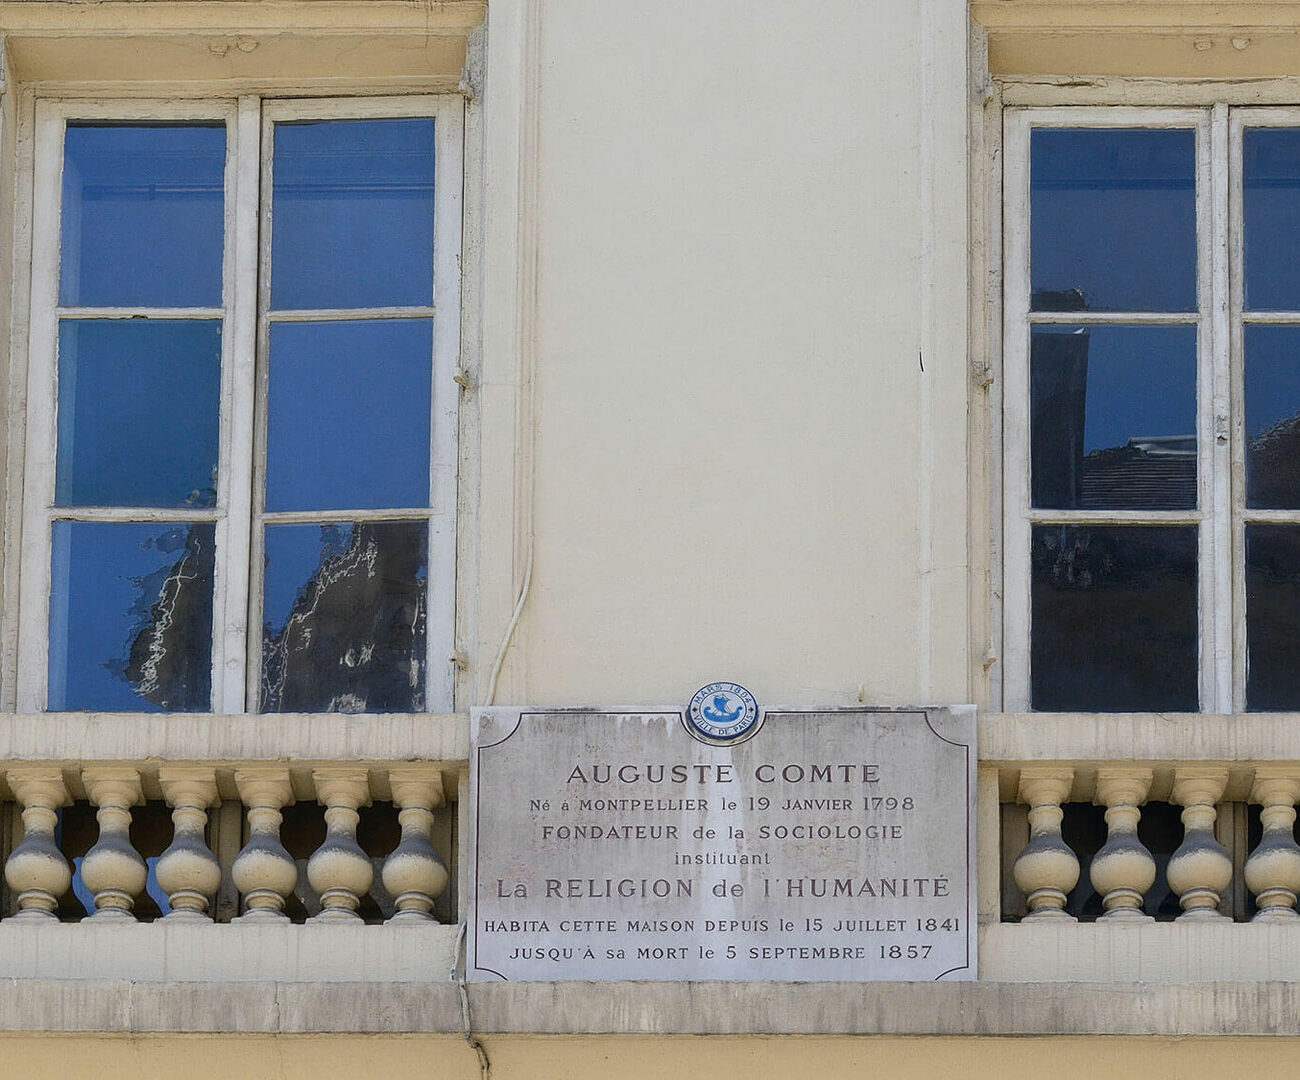 MARS 1894
VILLE DE PARIS
AUGUSTE COMTE
Né à MONTPELLIER le 19 JANVIER 1798
FONDATEUR de la SOCIOLOGIE
instituant
La RELIGION de l'HUMANITÉ
HABITA CETTE MAISON DEPUIS le 15 JUILLET 1841
JUSQU'À sa MORT le 5 SEPTEMBRE 1857